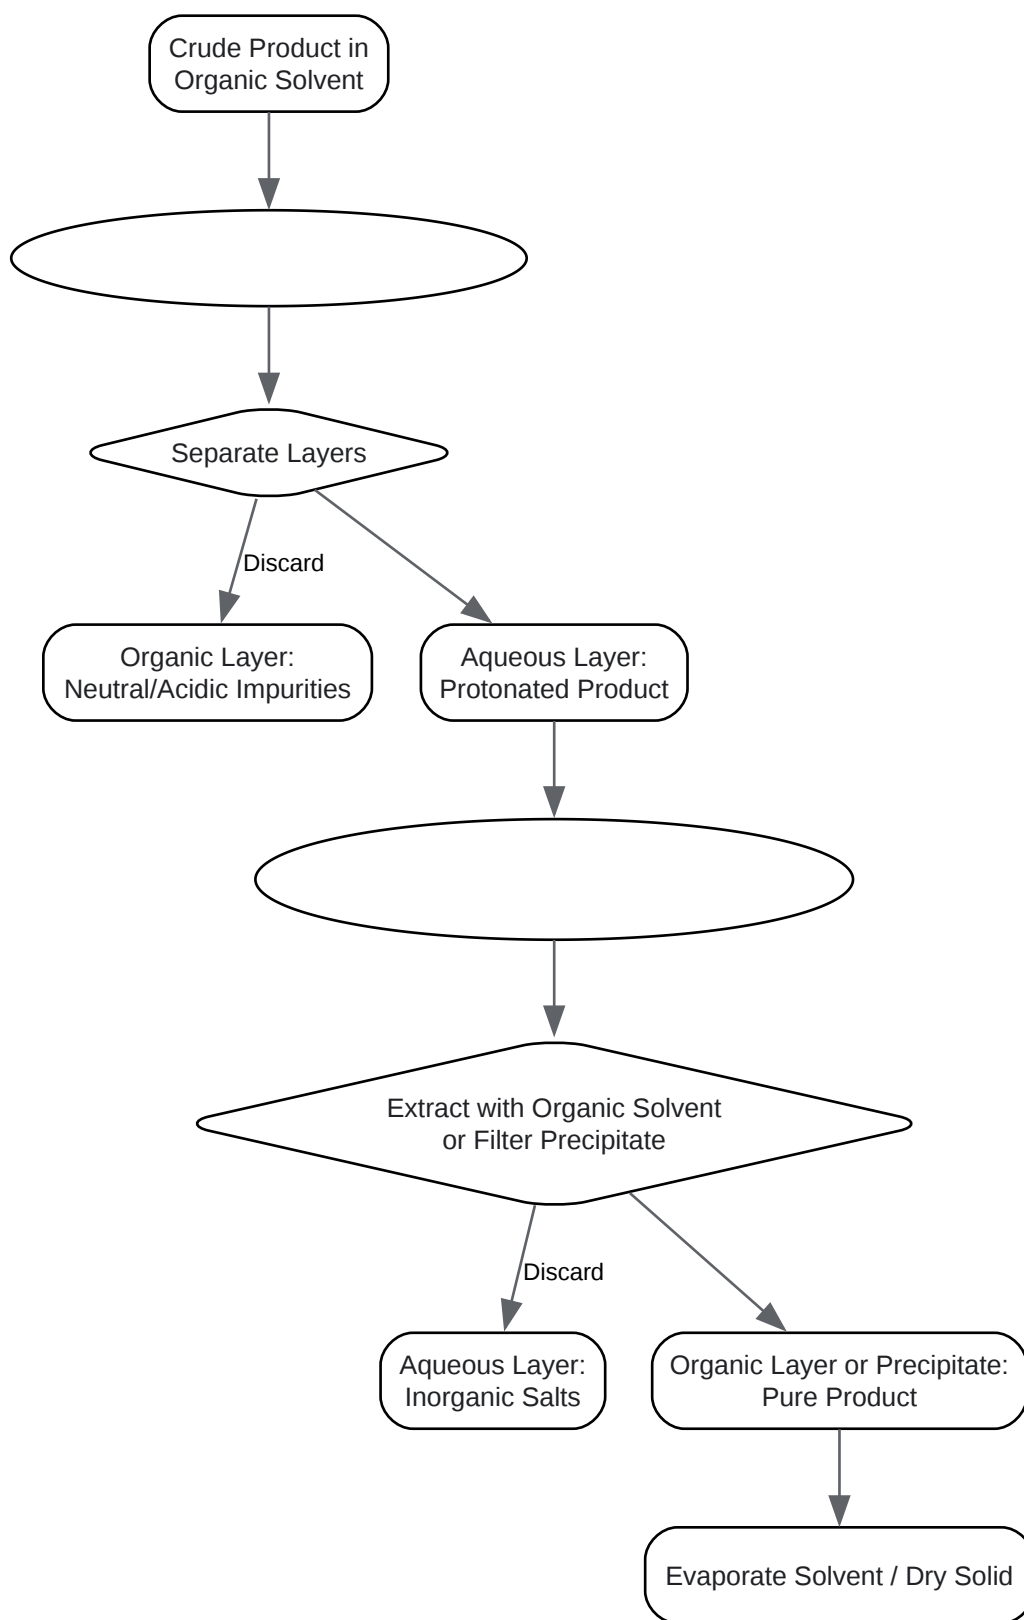 Crude Product in
Organic Solvent
Separate Layers
Discard
Organic Layer:
Neutral/Acidic Impurities
Aqueous Layer:
Protonated Product
Extract with Organic Solvent
or Filter Precipitate
Discard
Aqueous Layer:
Inorganic Salts
Organic Layer or Precipitate:
Pure Product
Evaporate Solvent / Dry Solid